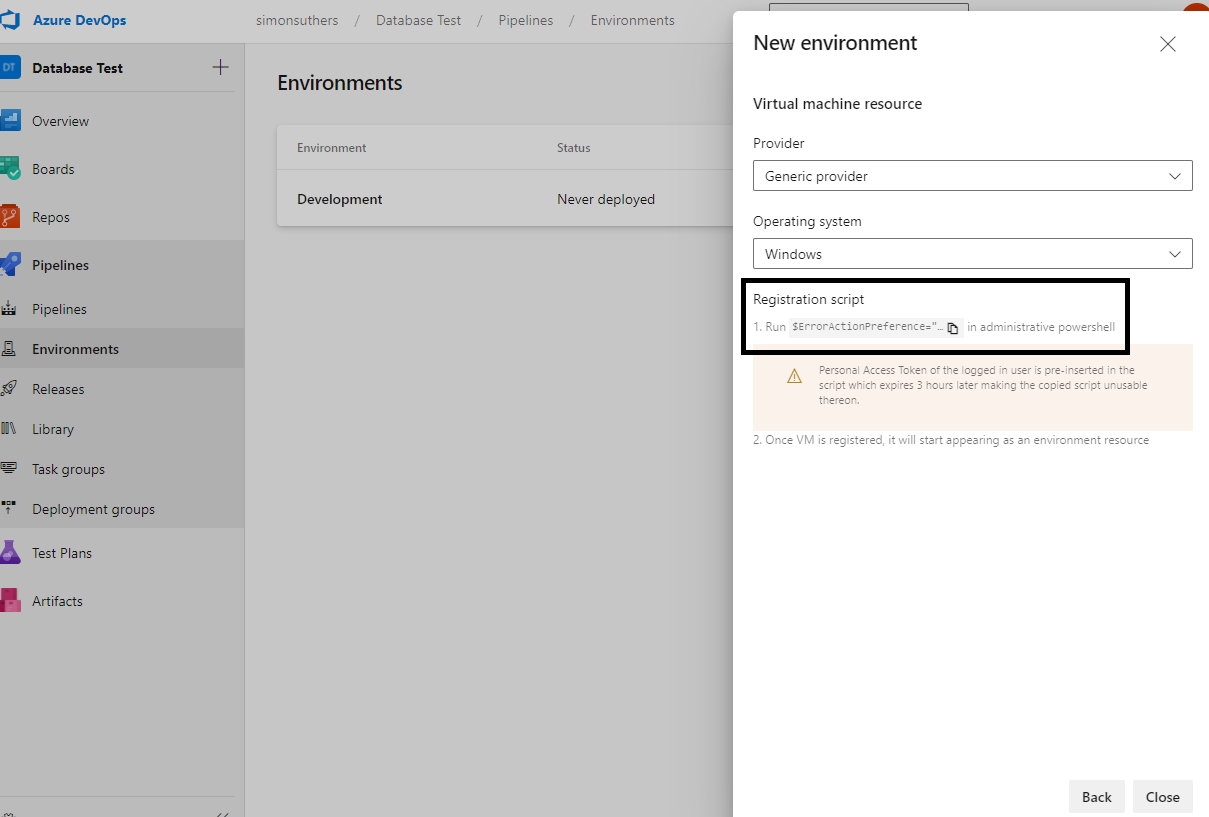 Azure DevOps
simonsuthers / Database Test / Pipelines / Environments
DT Database Test
Overview
Boards
Repos
Pipelines
Pipelines
Environments
Releases
Library
Task groups
Deployment groups
Test Plans
Artifacts
Environments
Environment Status
Development Never deployed
New environment
Virtual machine resource
Provider
Generic provider
Operating system
Windows
Registration script
1. Run $ErrorActionPreference="… in administrative powershell
Personal Access Token of the logged in user is pre-inserted in the
script which expires 3 hours later making the copied script unusable
thereon.
2. Once VM is registered, it will start appearing as an environment resource
Back Close